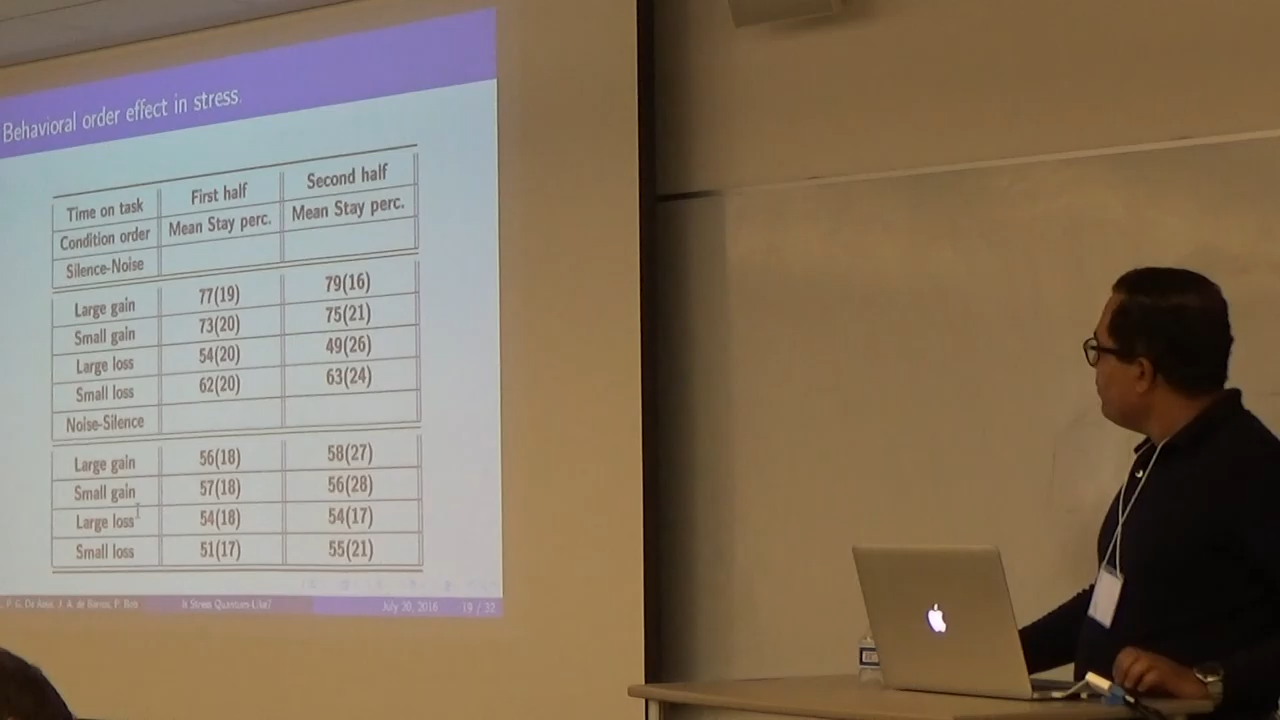 Behavioral order effect in stress.
Time on task First half Second half
Condition order Mean Stay perc. Mean Stay perc.
Silence-Noise
Large gain 77(19) 79(16)
Small gain 73(20) 75(21)
Large loss 54(20) 49(26)
Small loss 62(20) 63(24)
Noise-Silence
Large gain 56(18) 58(27)
Small gain 57(18) 56(28)
Large loss 54(18) 54(17)
Small loss 51(17) 55(21)
J. A. de Barros, P. Is Stress Quantum-Like? July 20, 2016 19 / 32